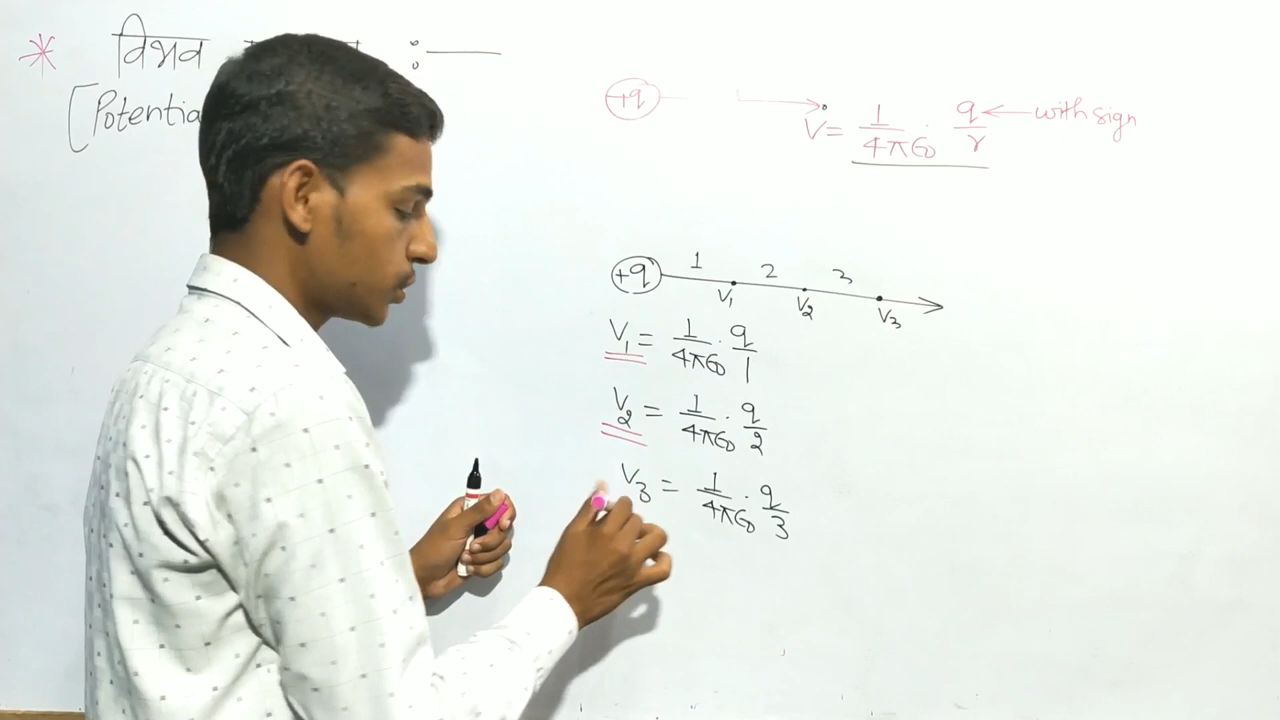 * विभव :
[Potentia
+q
V = 1/4πϵ0 · q/r ← with sign
+q 1 2 3
V1 V2 V3
V1 = 1/4πϵ0 · q/1
V2 = 1/4πϵ0 · q/2
V3 = 1/4πϵ0 · q/3